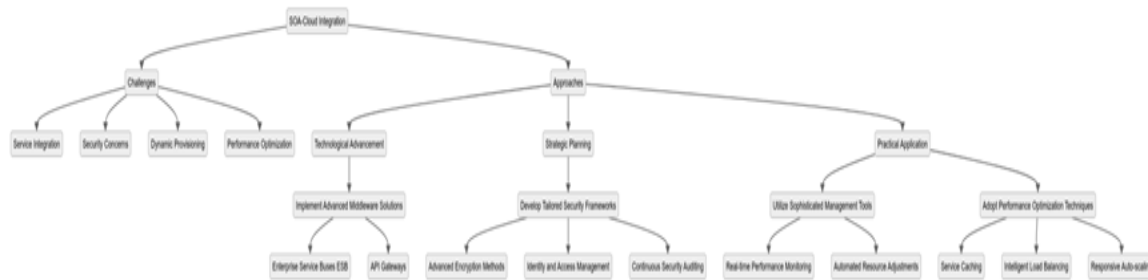 SOA-Cloud Integration
Challenges
Approaches
Service Integration
Security Concerns
Dynamic Provisioning
Performance Optimization
Technological Advancement
Strategic Planning
Practical Application
Implement Advanced Middleware Solutions
Develop Tailored Security Frameworks
Utilize Sophisticated Management Tools
Adopt Performance Optimization Techniques
Enterprise Service Buses ESB
API Gateways
Advanced Encryption Methods
Identity and Access Management
Continuous Security Auditing
Real-time Performance Monitoring
Automated Resource Adjustments
Service Caching
Intelligent Load Balancing
Responsive